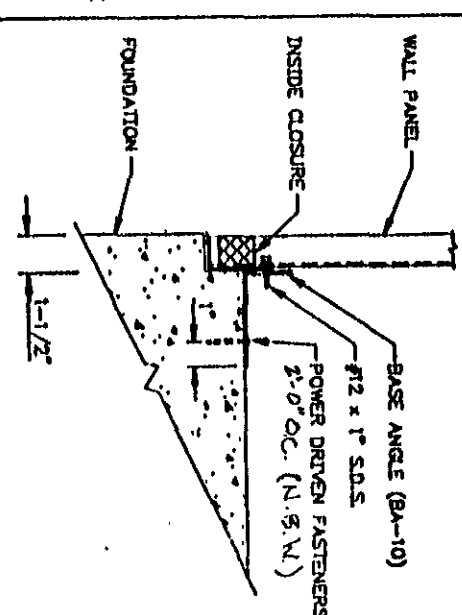 WALL PANEL
INSIDE CLOSURE
FOUNDATION
BASE ANGLE (BA-10)
#12 x 1" S.D.S.
POWER DRIVEN FASTENERS
2'-0" O.C. (N.B.W.)
1"
1-1/2"